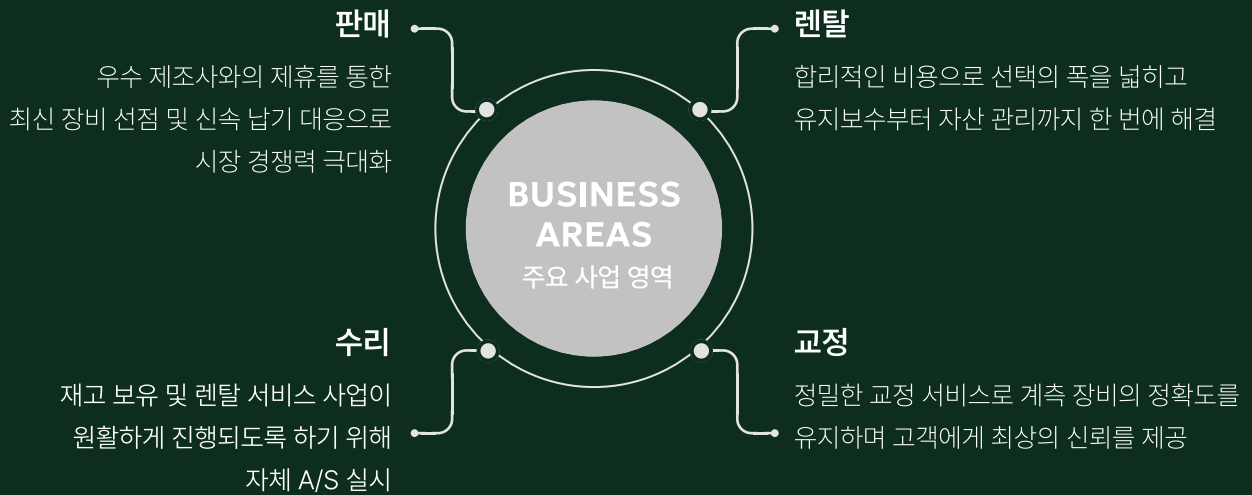 판매
우수 제조사와의 제휴를 통한
최신 장비 선점 및 신속 납기 대응으로
시장 경쟁력 극대화
렌탈
합리적인 비용으로 선택의 폭을 넓히고
유지보수부터 자산 관리까지 한 번에 해결
BUSINESS
AREAS
주요 사업 영역
수리
재고 보유 및 렌탈 서비스 사업이
원활하게 진행되도록 하기 위해
자체 A/S 실시
교정
정밀한 교정 서비스로 계측 장비의 정확도를
유지하며 고객에게 최상의 신뢰를 제공